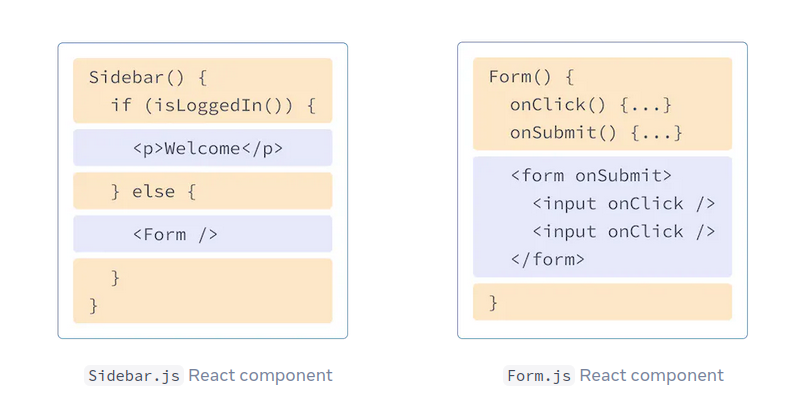 Sidebar() {
if (isLoggedIn()) {
<p>Welcome</p>
} else {
<Form />
}
}
Sidebar.js React component
Form() {
onClick() {...}
onSubmit() {...}
<form onSubmit>
<input onClick />
<input onClick />
</form>
}
Form.js React component